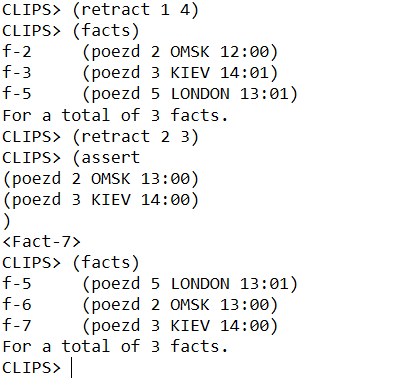 CLIPS> (retract 1 4)
CLIPS> (facts)
f-2     (poezd 2 OMSK 12:00)
f-3     (poezd 3 KIEV 14:01)
f-5     (poezd 5 LONDON 13:01)
For a total of 3 facts.
CLIPS> (retract 2 3)
CLIPS> (assert
(poezd 2 OMSK 13:00)
(poezd 3 KIEV 14:00)
)
<Fact-7>
CLIPS> (facts)
f-5     (poezd 5 LONDON 13:01)
f-6     (poezd 2 OMSK 13:00)
f-7     (poezd 3 KIEV 14:00)
For a total of 3 facts.
CLIPS>